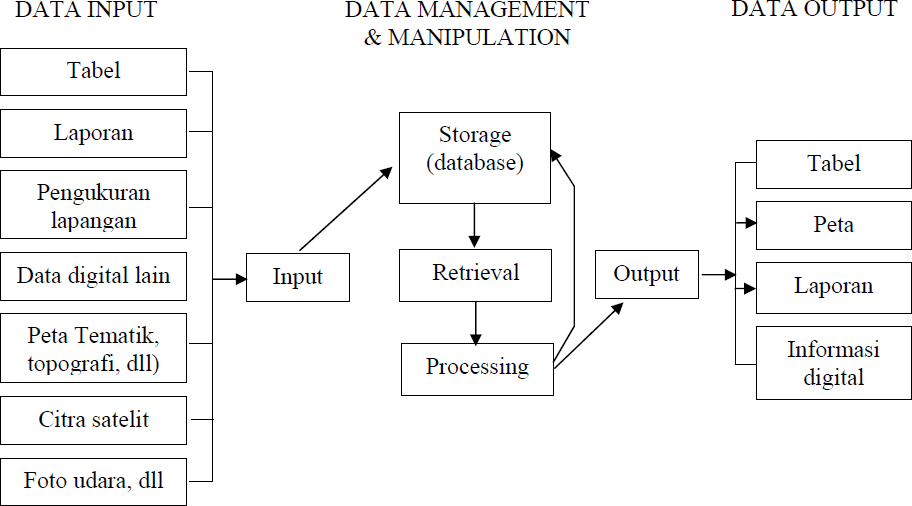 DATA INPUT
Tabel
Laporan
Pengukuran
lapangan
Data digital lain
Peta Tematik,
topografi, dll)
Citra satelit
Foto udara, dll
Input
DATA MANAGEMENT
& MANIPULATION
Storage
(database)
Retrieval
Processing
Output
DATA OUTPUT
Tabel
Peta
Laporan
Informasi
digital